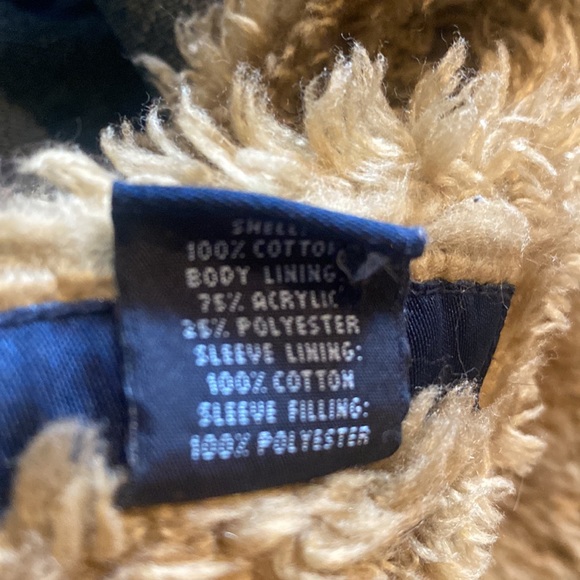 SHELL:
100% COTTON
BODY LINING:
75% ACRYLIC
25% POLYESTER
SLEEVE LINING:
100% COTTON
SLEEVE FILLING:
100% POLYESTER